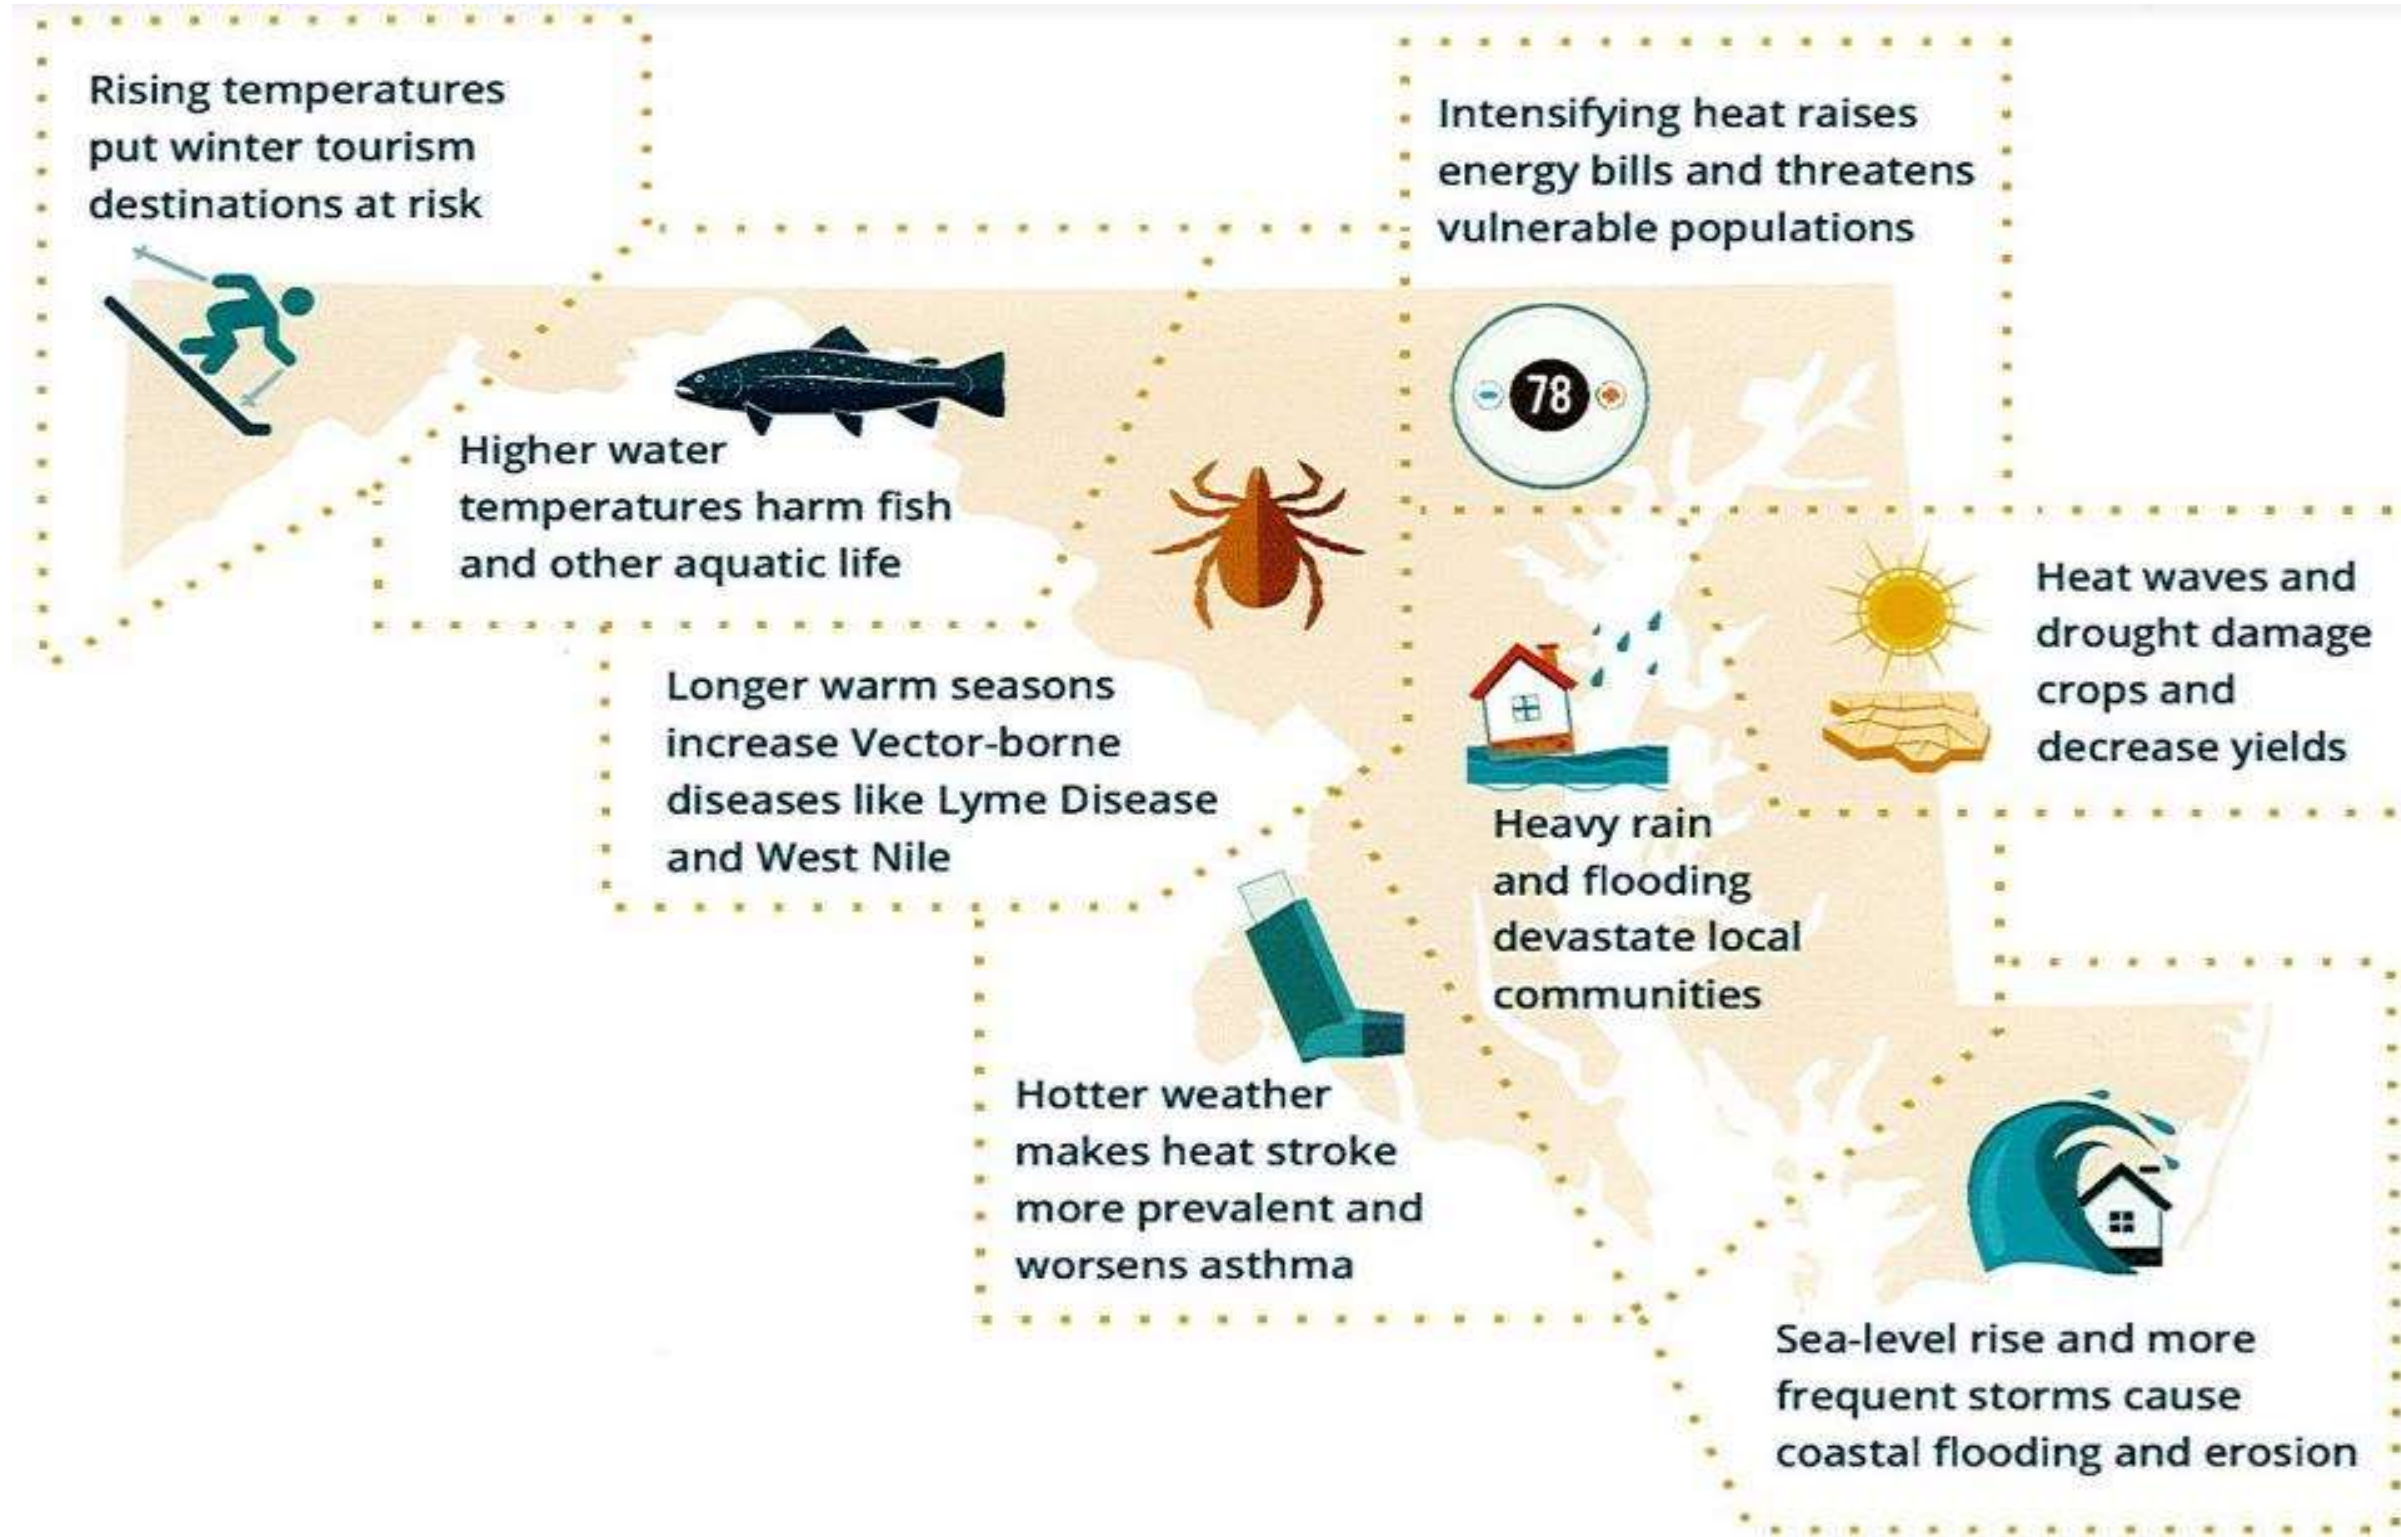 Rising temperatures
put winter tourism
destinations at risk
Intensifying heat raises
energy bills and threatens
vulnerable populations
78
Higher water
temperatures harm fish
and other aquatic life
Heat waves and
drought damage
crops and
decrease yields
Longer warm seasons
increase Vector-borne
diseases like Lyme Disease
and West Nile
Heavy rain
and flooding
devastate local
communities
Hotter weather
makes heat stroke
more prevalent and
worsens asthma
Sea-level rise and more
frequent storms cause
coastal flooding and erosion